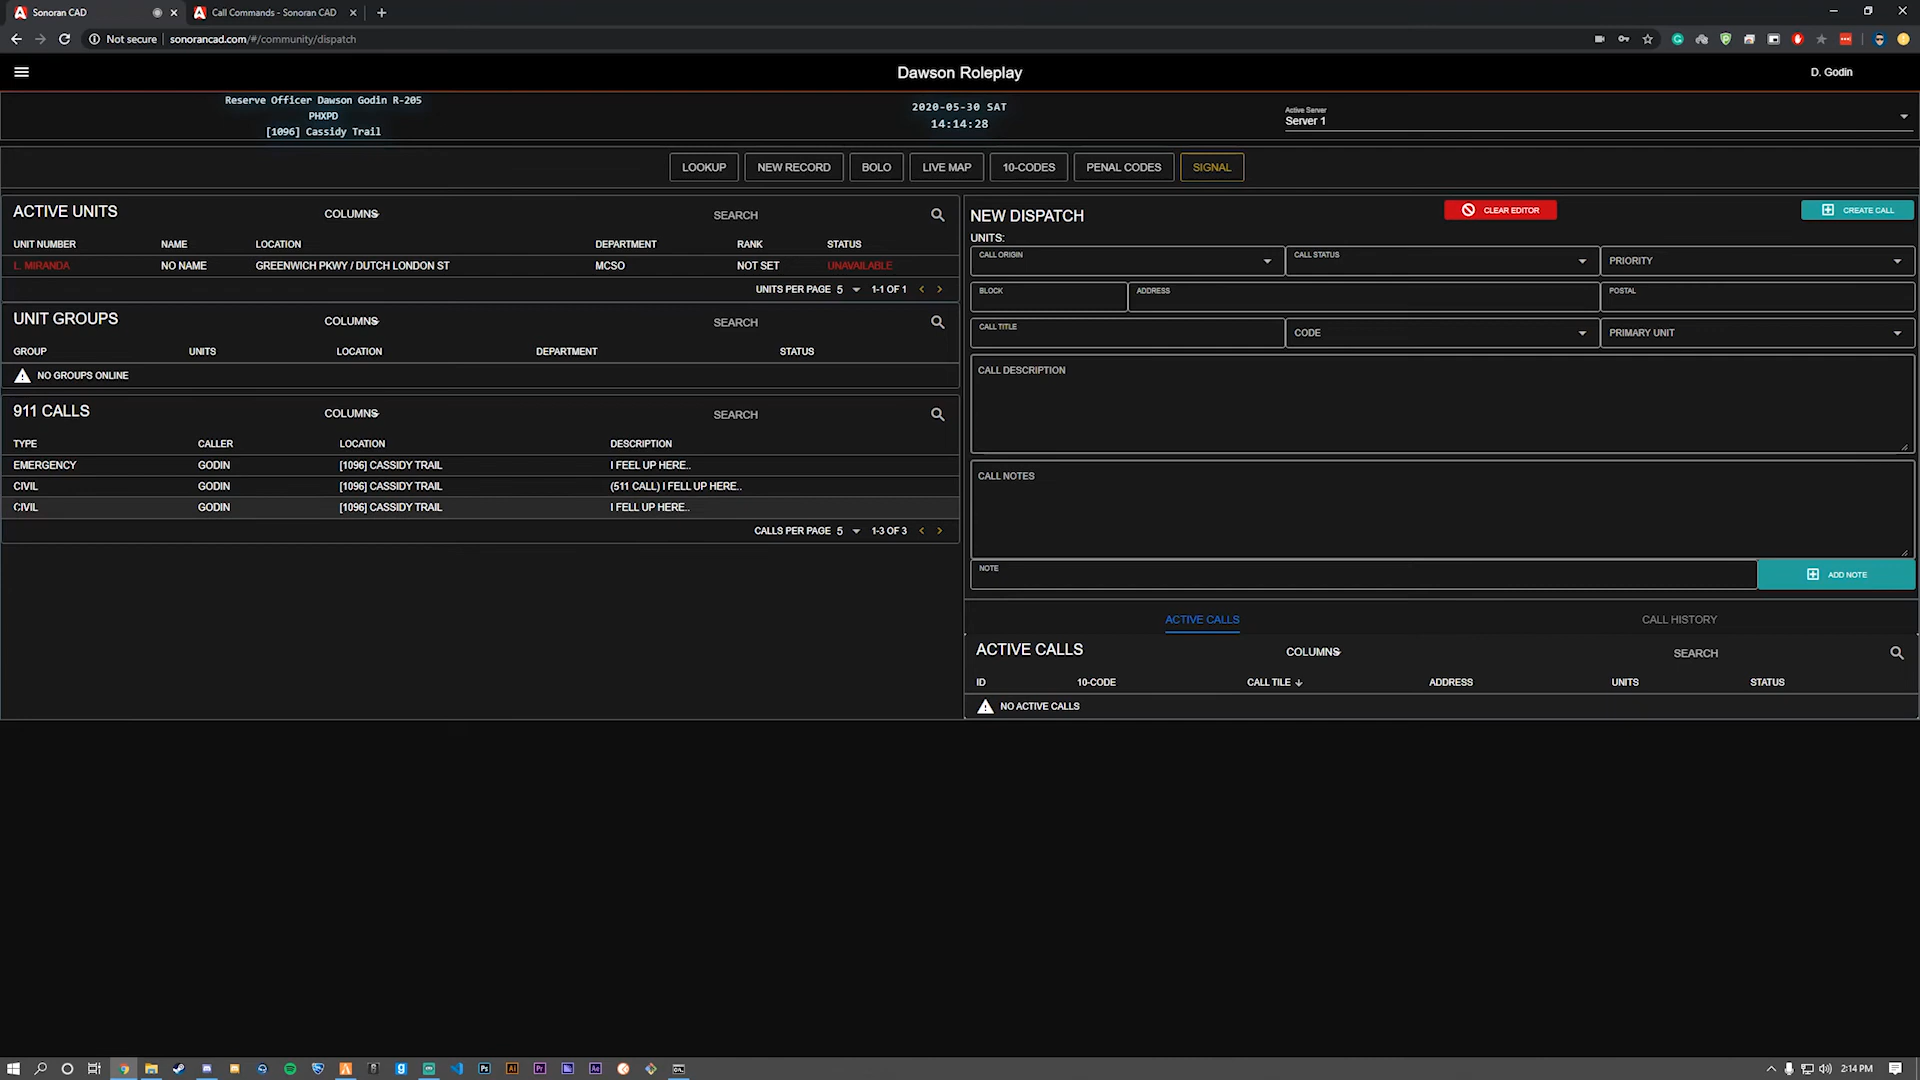 Sonoran CAD
Call Commands - Sonoran CAD
Not secure
sonorancad.com/#/community/dispatch
Dawson Roleplay
D. Godin
Reserve Officer Dawson Godin R-205
PHXPD
[1096] Cassidy Trail
2020-05-30 SAT
14:14:28
Active Server
Server 1
LOOKUP
NEW RECORD
BOLO
LIVE MAP
10-CODES
PENAL CODES
SIGNAL
ACTIVE UNITS
COLUMNS
SEARCH
UNIT NUMBER NAME LOCATION DEPARTMENT RANK STATUS
L. MIRANDA NO NAME GREENWICH PKWY / DUTCH LONDON ST MCSO NOT SET UNAVAILABLE
UNITS PER PAGE 5 1-1 OF 1
UNIT GROUPS
COLUMNS
SEARCH
GROUP UNITS LOCATION DEPARTMENT STATUS
NO GROUPS ONLINE
911 CALLS
COLUMNS
SEARCH
TYPE CALLER LOCATION DESCRIPTION
EMERGENCY GODIN [1096] CASSIDY TRAIL I FEEL UP HERE..
CIVIL GODIN [1096] CASSIDY TRAIL (511 CALL) I FELL UP HERE..
CIVIL GODIN [1096] CASSIDY TRAIL I FELL UP HERE..
CALLS PER PAGE 5 1-3 OF 3
NEW DISPATCH
CLEAR EDITOR
CREATE CALL
UNITS:
CALL ORIGIN
CALL STATUS
PRIORITY
BLOCK
ADDRESS
POSTAL
CALL TITLE
CODE
PRIMARY UNIT
CALL DESCRIPTION
CALL NOTES
NOTE
ADD NOTE
ACTIVE CALLS
CALL HISTORY
ACTIVE CALLS
COLUMNS
SEARCH
ID 10-CODE CALL TILE ADDRESS UNITS STATUS
NO ACTIVE CALLS
2:14 PM